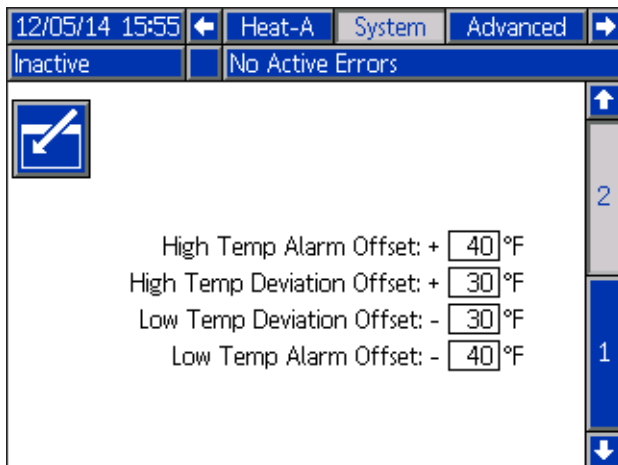 12/05/14 15:55 Heat-A System Advanced
Inactive No Active Errors
2
High Temp Alarm Offset: + 40 °F
High Temp Deviation Offset: + 30 °F
Low Temp Deviation Offset: - 30 °F
Low Temp Alarm Offset: - 40 °F
1